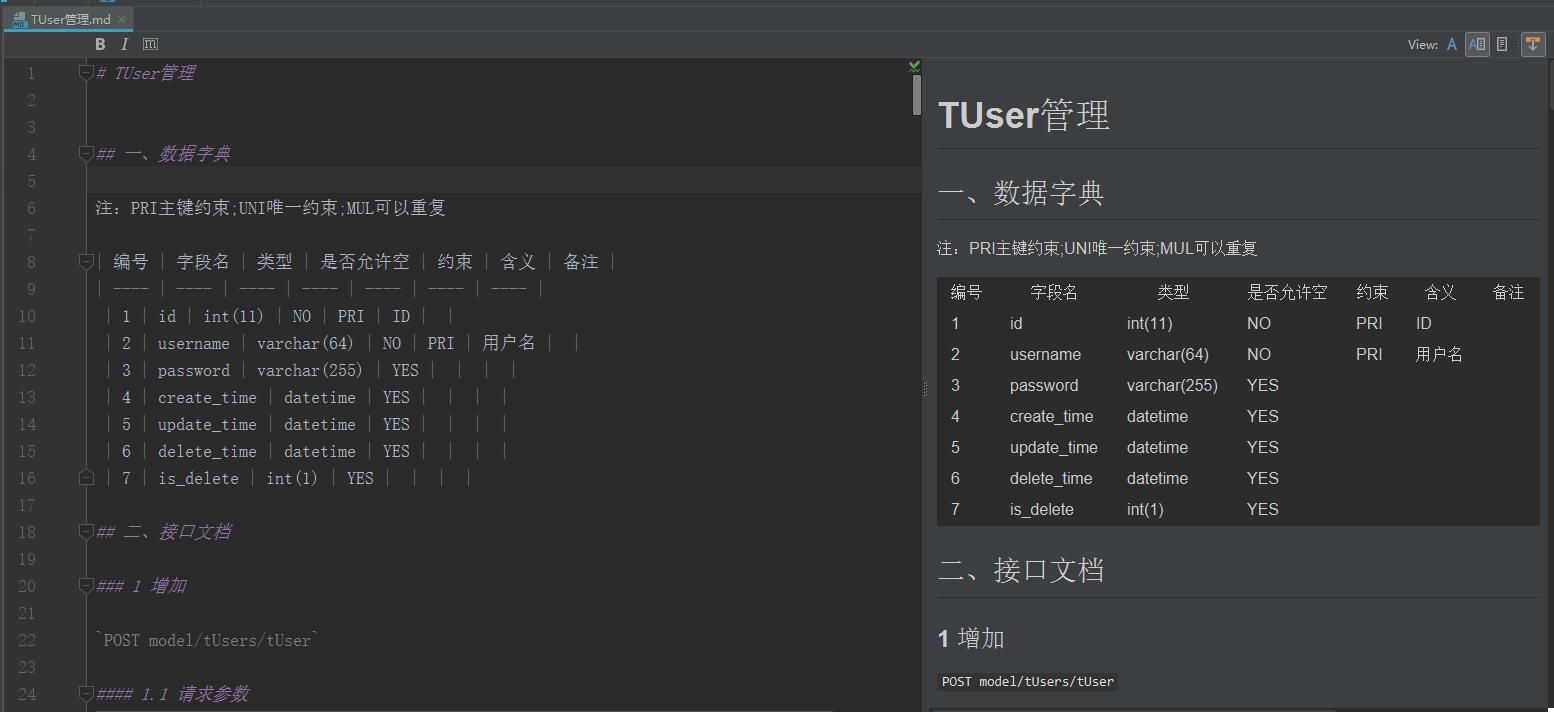 TUser管理.md
B I m
View: A
1 # TUser管理
2
3
4 ## 一、数据字典
5
6 注: PRI主键约束;UNI唯一约束;MUL可以重复
7
8 | 编号 | 字段名 | 类型 | 是否允许空 | 约束 | 含义 | 备注 |
9 | ---- | ---- | ---- | ---- | ---- | ---- | ---- |
10 | 1 | id | int(11) | NO | PRI | ID | |
11 | 2 | username | varchar(64) | NO | PRI | 用户名 | |
12 | 3 | password | varchar(255) | YES | | | |
13 | 4 | create_time | datetime | YES | | | |
14 | 5 | update_time | datetime | YES | | | |
15 | 6 | delete_time | datetime | YES | | | |
16 | 7 | is_delete | int(1) | YES | | | |
17
18 ## 二、接口文档
19
20 ### 1 增加
21
22 `POST model/tUsers/tUser`
23
24 #### 1.1 请求参数
TUser管理
一、数据字典
注: PRI主键约束;UNI唯一约束;MUL可以重复
编号 字段名 类型 是否允许空 约束 含义 备注
1 id int(11) NO PRI ID
2 username varchar(64) NO PRI 用户名
3 password varchar(255) YES
4 create_time datetime YES
5 update_time datetime YES
6 delete_time datetime YES
7 is_delete int(1) YES
二、接口文档
1 增加
POST model/tUsers/tUser